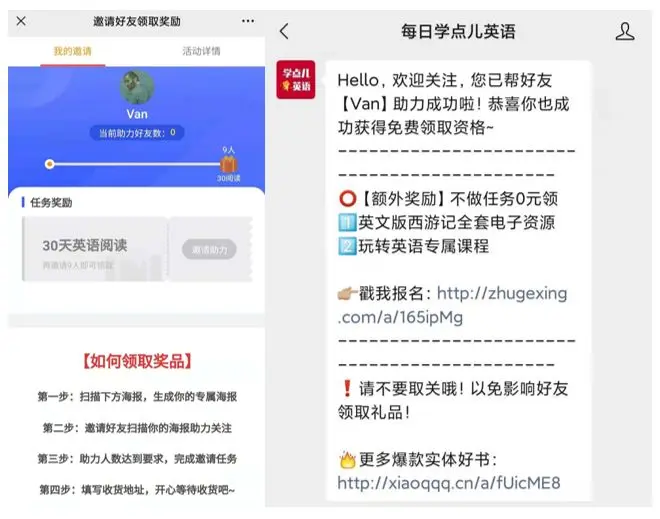 邀请好友领取奖励
我的邀请
活动详情
Van
当前助力好友数：0
9人
30阅读
任务奖励
30天英语阅读
再邀请9人即可领取
邀请助力
【如何领取奖品】
第一步：扫描下方海报，生成你的专属海报
第二步：邀请好友扫描你的海报助力关注
第三步：助力人数达到要求，完成邀请任务
第四步：填写收货地址，开心等待收货吧~
每日学点儿英语
学点儿
英语
Hello，欢迎关注，您已帮好友
【Van】助力成功啦！恭喜你也成
功获得免费领取资格~
------------------------
----------------------
⭕【额外奖励】不做任务0元领
1️⃣英文版西游记全套电子资源
2️⃣玩转英语专属课程
👉🏼戳我报名：http://zhugexing
.com/a/165ipMg
------------------------
----------------------
❗请不要取关哦！以免影响好友
领取礼品！
🔥更多爆款实体好书：
http://xiaoqqq.cn/a/fUicME8